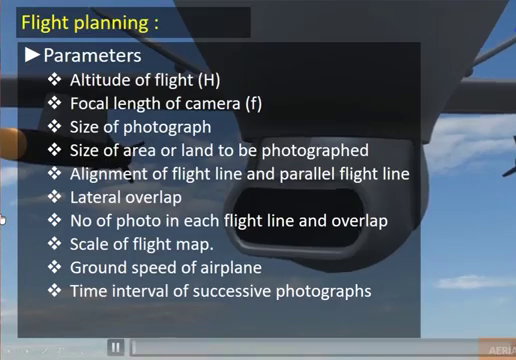 Flight planning :
▶Parameters
❖ Altitude of flight (H)
❖ Focal length of camera (f)
❖ Size of photograph
❖ Size of area or land to be photographed
❖ Alignment of flight line and parallel flight line
❖ Lateral overlap
❖ No of photo in each flight line and overlap
❖ Scale of flight map.
❖ Ground speed of airplane
❖ Time interval of successive photographs
AERIA